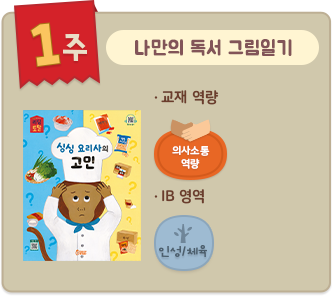 1주
나만의 독서 그림일기
· 교재 역량
싱싱 요리사의
고민
의사소통
역량
· IB 영역
인성/체육